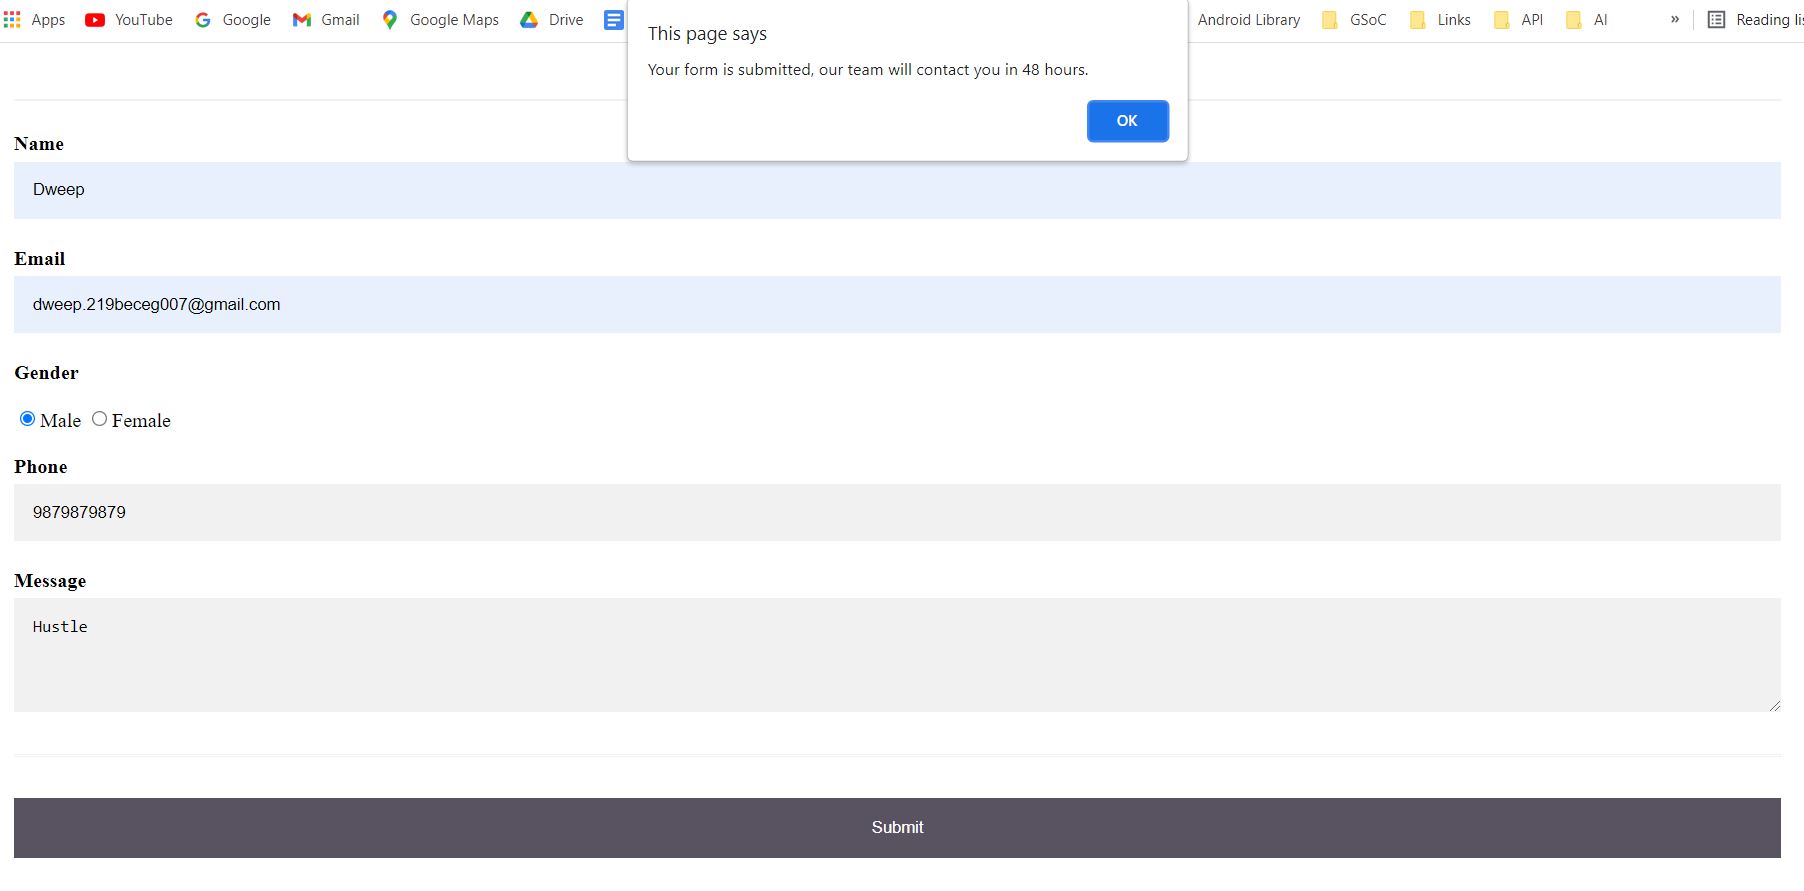 Apps YouTube Google Gmail Google Maps Drive Android Library GSoC Links API AI » Reading lis
This page says
Your form is submitted, our team will contact you in 48 hours.
OK
Name
Dweep
Email
dweep.219beceg007@gmail.com
Gender
Male Female
Phone
9879879879
Message
Hustle
Submit